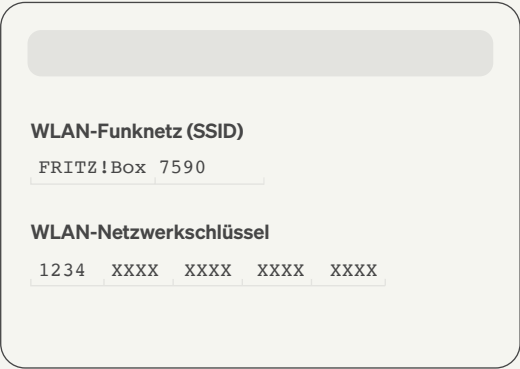 WLAN-Funknetz (SSID)
FRITZ!Box 7590
WLAN-Netzwerkschlüssel
1234 XXXX XXXX XXXX XXXX